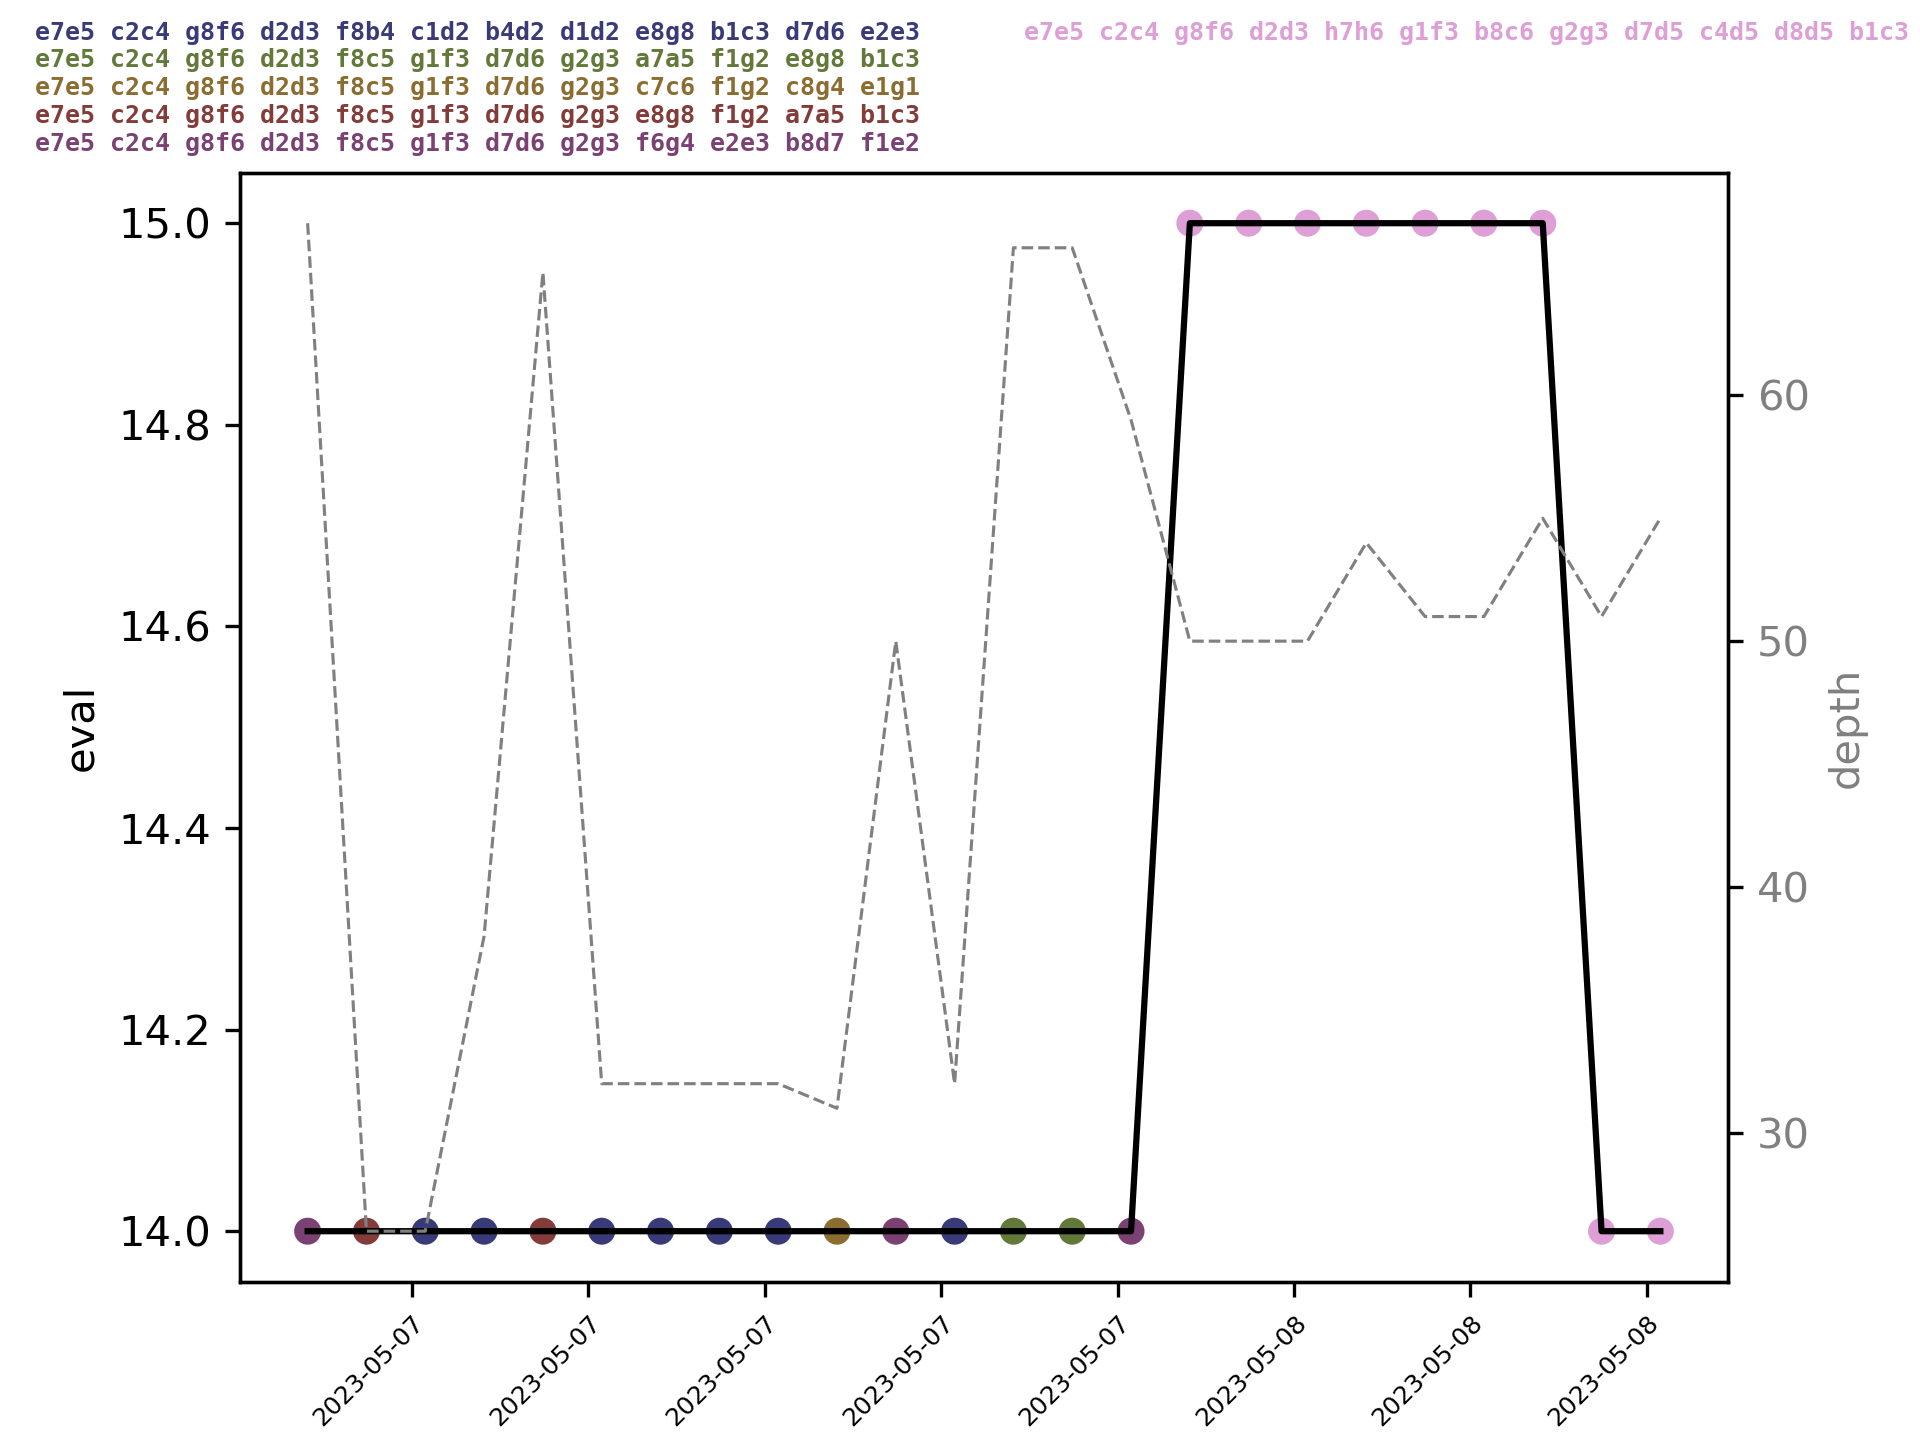 e7e5 c2c4 g8f6 d2d3 f8b4 c1d2 b4d2 d1d2 e8g8 b1c3 d7d6 e2e3
e7e5 c2c4 g8f6 d2d3 f8c5 g1f3 d7d6 g2g3 a7a5 f1g2 e8g8 b1c3
e7e5 c2c4 g8f6 d2d3 f8c5 g1f3 d7d6 g2g3 c7c6 f1g2 c8g4 e1g1
e7e5 c2c4 g8f6 d2d3 f8c5 g1f3 d7d6 g2g3 e8g8 f1g2 a7a5 b1c3
e7e5 c2c4 g8f6 d2d3 f8c5 g1f3 d7d6 g2g3 f6g4 e2e3 b8d7 f1e2
e7e5 c2c4 g8f6 d2d3 h7h6 g1f3 b8c6 g2g3 d7d5 c4d5 d8d5 b1c3
15.0
14.8
14.6
14.4
14.2
14.0
eval
60
50
40
30
depth
2023-05-07
2023-05-07
2023-05-07
2023-05-07
2023-05-07
2023-05-08
2023-05-08
2023-05-08